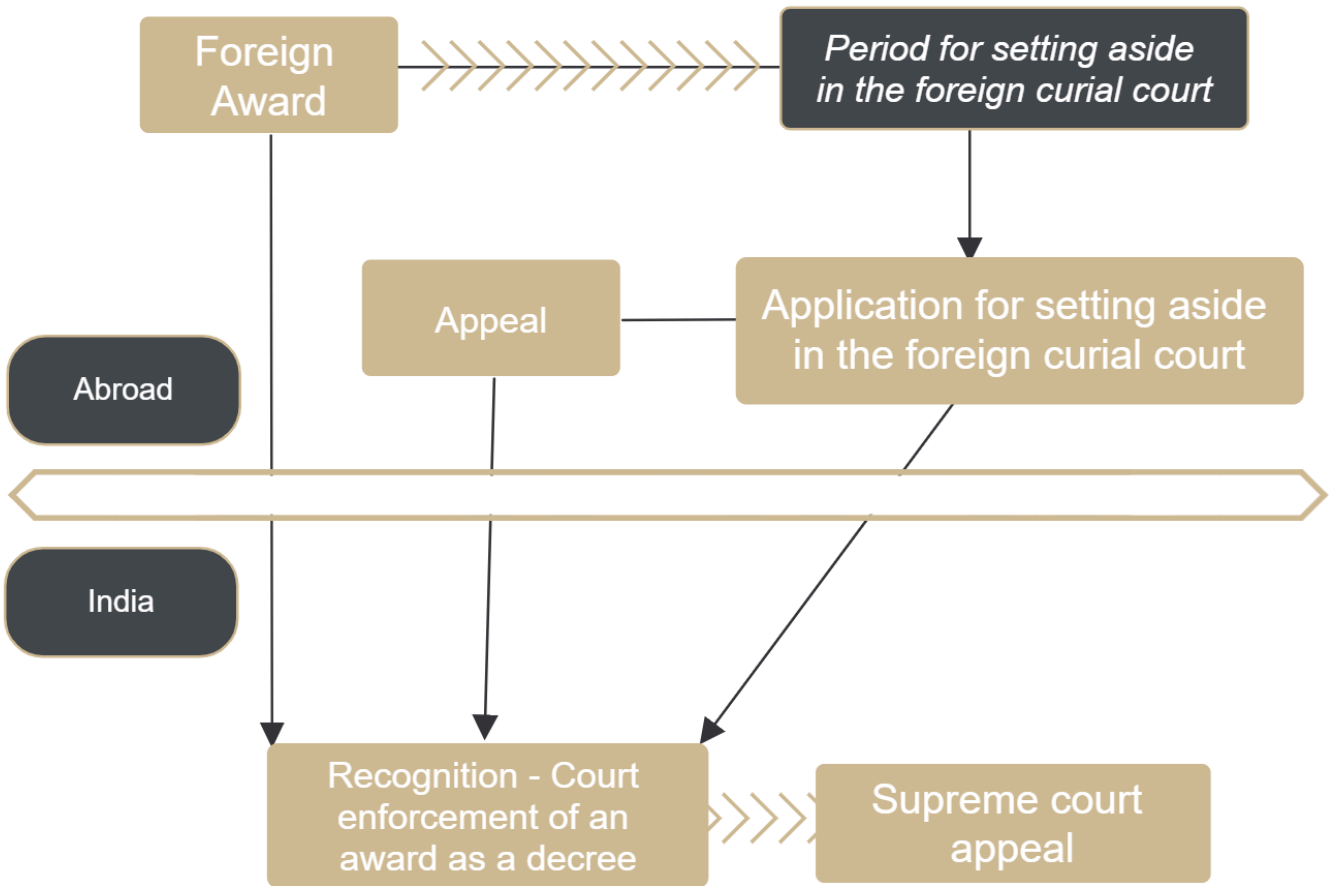 Foreign
Award
Period for setting aside
in the foreign curial court
Appeal
Application for setting aside
in the foreign curial court
Abroad
India
Recognition - Court
enforcement of an
award as a decree
Supreme court
appeal